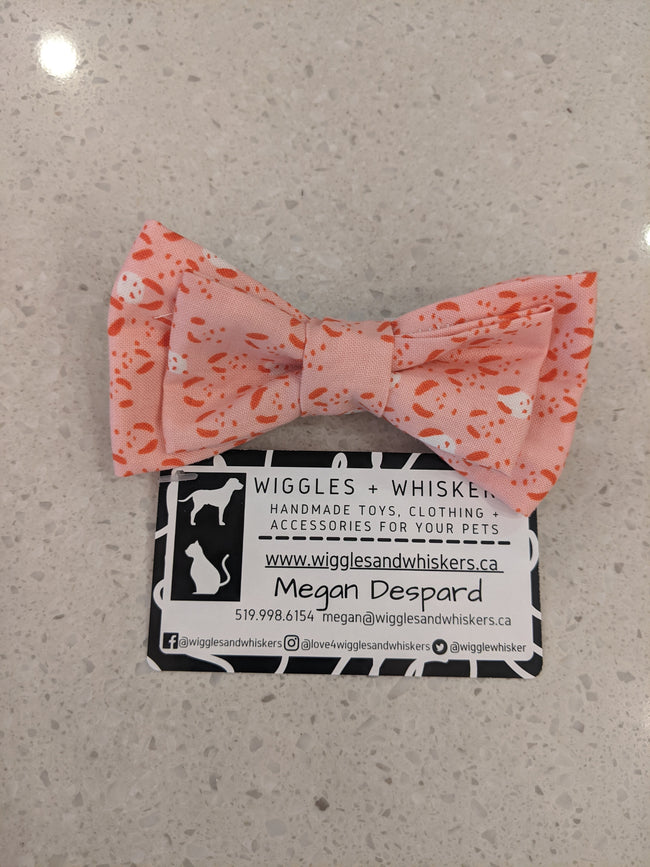 WIGGLES + WHISKER
HANDMADE TOYS, CLOTHING +
ACCESSORIES FOR YOUR PETS
www.wigglesandwhiskers.ca
Megan Despard
519.998.6154 megan@wigglesandwhiskers.ca
@wigglesandwhiskers @love4wigglesandwhiskers @wigglewhisker